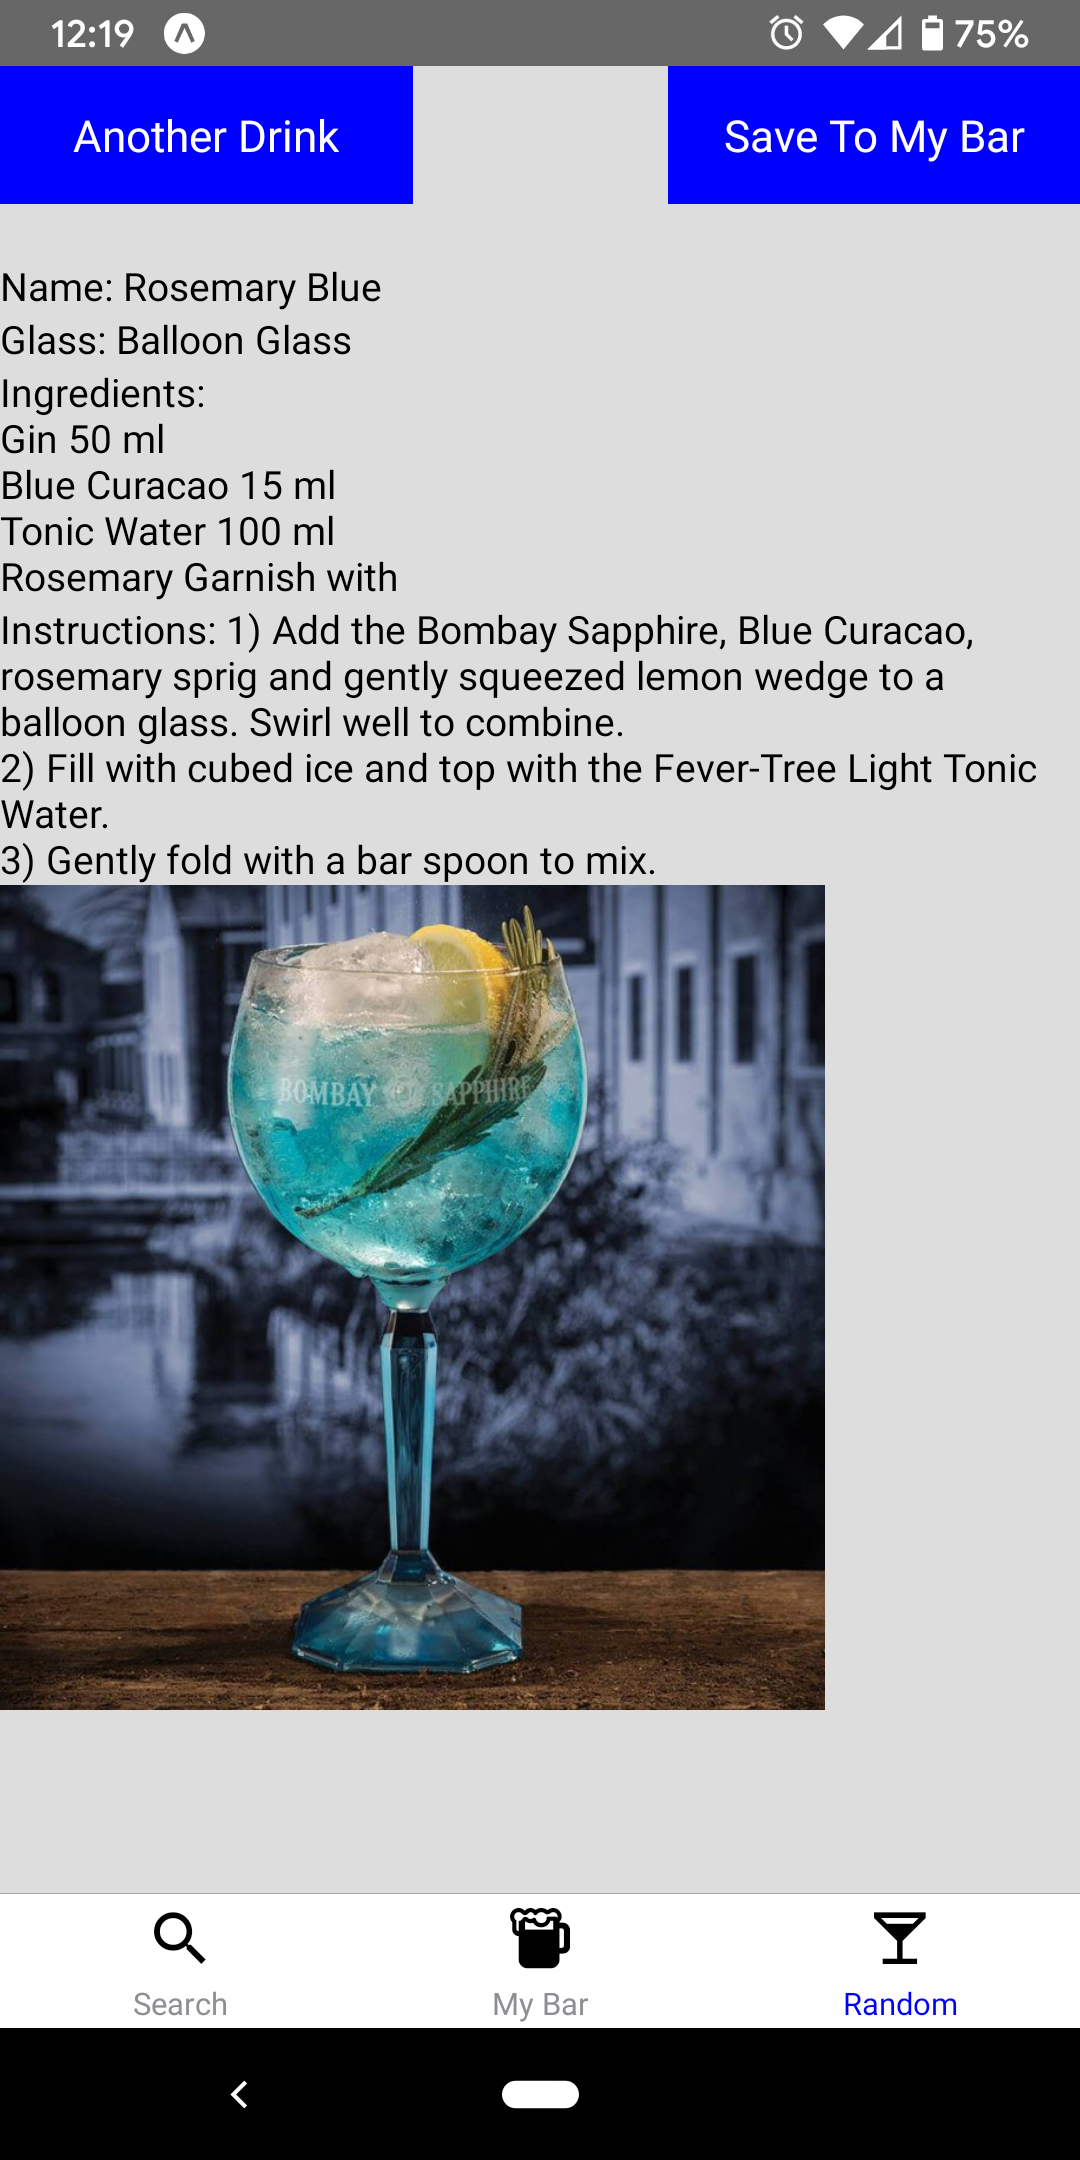 12:19 75%
Another Drink Save To My Bar
Name: Rosemary Blue
Glass: Balloon Glass
Ingredients:
Gin 50 ml
Blue Curacao 15 ml
Tonic Water 100 ml
Rosemary Garnish with
Instructions: 1) Add the Bombay Sapphire, Blue Curacao,
rosemary sprig and gently squeezed lemon wedge to a
balloon glass. Swirl well to combine.
2) Fill with cubed ice and top with the Fever-Tree Light Tonic
Water.
3) Gently fold with a bar spoon to mix.
BOMBAY SAPPHIRE
Search My Bar Random